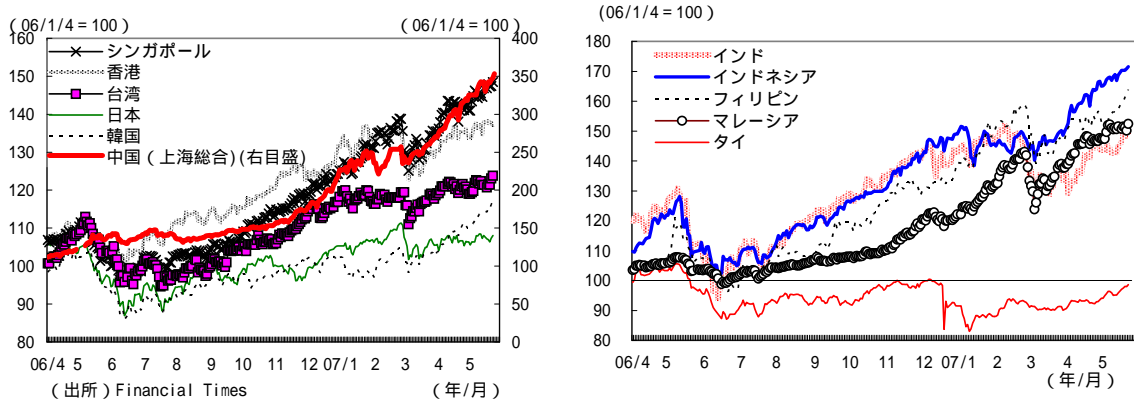 (06/1/4=100)
(06/1/4=100)
160
150
140
130
120
110
100
90
80
400
350
300
250
200
150
100
50
0
シンガポール
香港
台湾
日本
韓国
中国（上海総合）(右目盛)
06/4 5 6 7 8 9 10 11 12 07/1 2 3 4 5
（出所）Financial Times
（年/月）
(06/1/4=100)
180
170
160
150
140
130
120
110
100
90
80
インド
インドネシア
フィリピン
マレーシア
タイ
06/4 5 6 7 8 9 10 11 12 07/1 2 3 4 5
（年/月）